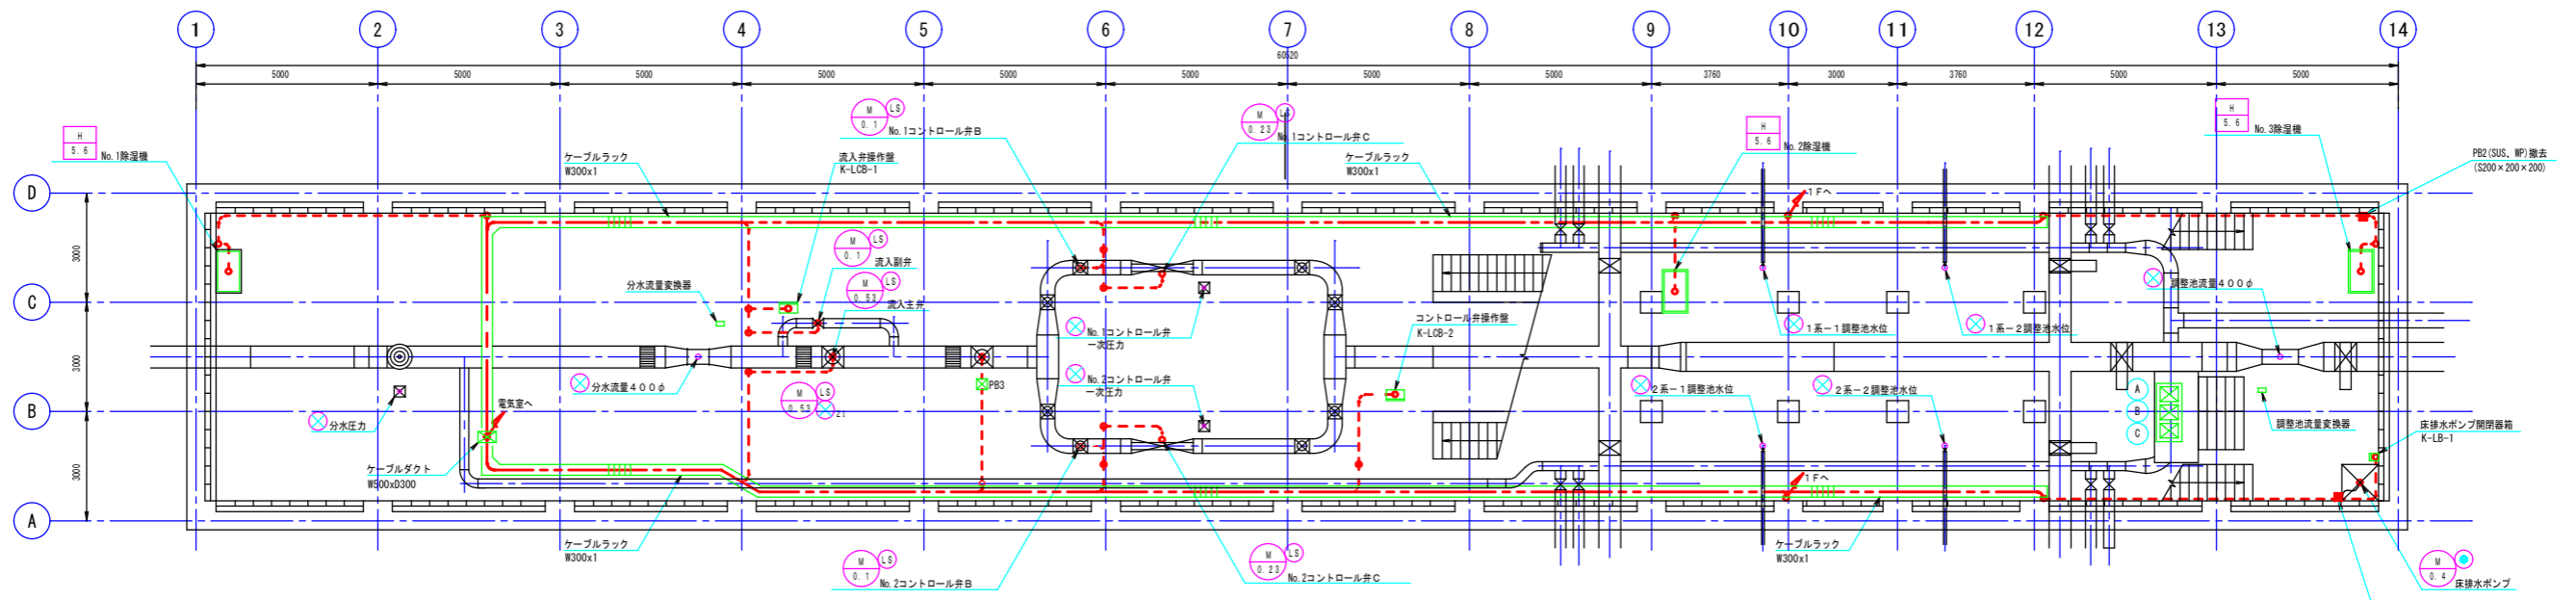 1 2 3 4 5 6 7 8 9 10 11 12 13 14
60520
5000 5000 5000 5000 5000 5000 5000 5000 3760 3000 3760 5000 5000
M
0.1
LS
No.1コントロール弁B
M
0.23
No.1コントロール弁C
H
5.6
No.1除湿機
H
5.6
No.2除湿機
H
5.6
No.3除湿機
ケーブルラック
W300x1
流入弁操作盤
K-LCB-1
ケーブルラック
W300x1
PB2(SUS、WP)撤去
(S200×200×200)
D
1Fへ
3000
M
0.1
LS
流入副弁
M
0.53
LS
流入主弁
分水流量変換器
調整池流量400φ
C
No.1コントロール弁
一次圧力
コントロール弁操作盤
K-LCB-2
1系-1調整池水位
1系-2調整池水位
3000
分水流量400φ
PB3
No.2コントロール弁
一次圧力
2系-1調整池水位
2系-2調整池水位
A
B
C
M
0.53
LS
電気室へ
B
分水圧力
調整池流量変換器
床排水ポンプ開閉器箱
K-LB-1
3000
ケーブルダクト
W500xD300
1Fへ
A
ケーブルラック
W300x1
M
0.1
LS
No.2コントロール弁B
M
0.23
LS
No.2コントロール弁C
ケーブルラック
W300x1
M
0.4
床排水ポンプ